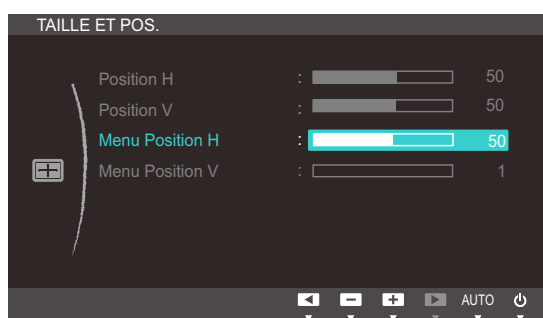 TAILLE ET POS.
Position H : 50
Position V : 50
Menu Position H : 50
Menu Position V : 1
AUTO